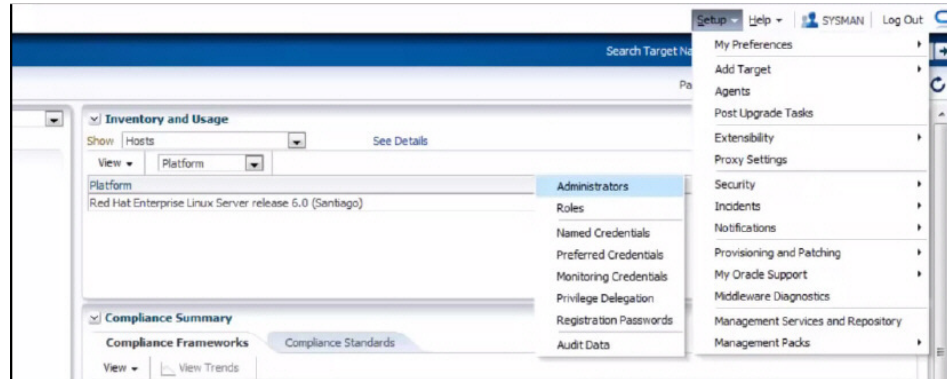 Setup Help SYSMAN Log Out
Search Target Na
Pa
My Preferences
Add Target
Agents
Post Upgrade Tasks
Extensibility
Proxy Settings
Security
Incidents
Notifications
Provisioning and Patching
My Oracle Support
Middleware Diagnostics
Management Services and Repository
Management Packs
Administrators
Roles
Named Credentials
Preferred Credentials
Monitoring Credentials
Privilege Delegation
Registration Passwords
Audit Data
Inventory and Usage
Show Hosts See Details
View Platform
Platform
Red Hat Enterprise Linux Server release 6.0 (Santiago)
Compliance Summary
Compliance Frameworks Compliance Standards
View View Trends